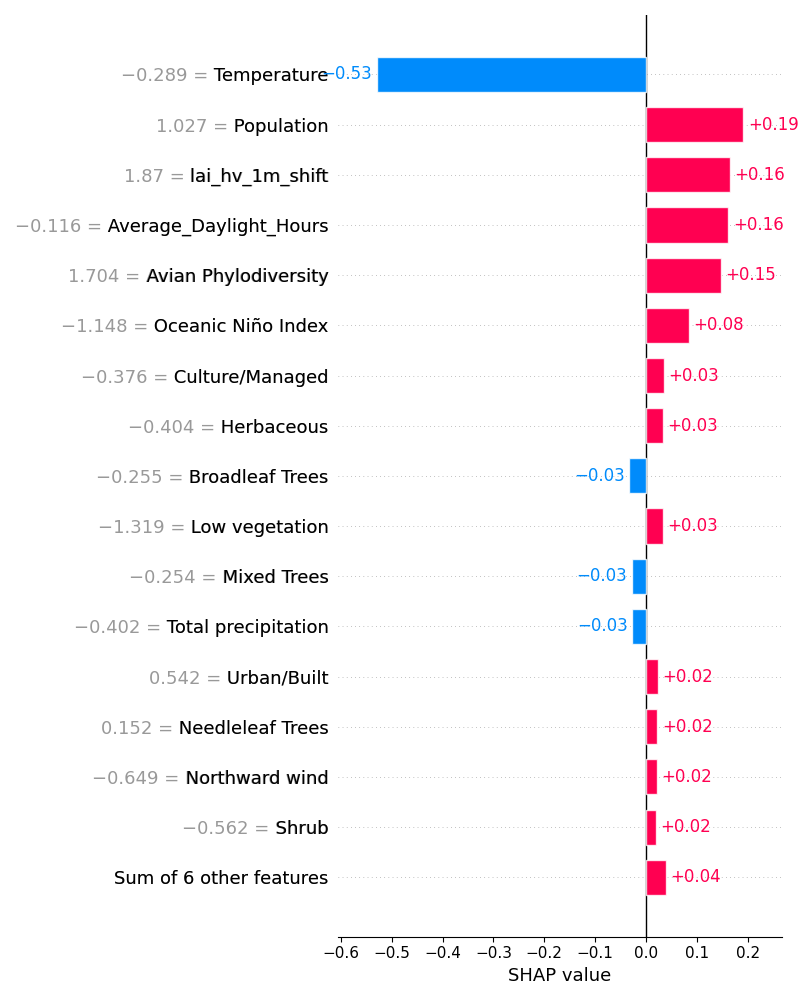 −0.289 = Temperature −0.53
1.027 = Population +0.19
1.87 = lai_hv_1m_shift +0.16
−0.116 = Average_Daylight_Hours +0.16
1.704 = Avian Phylodiversity +0.15
−1.148 = Oceanic Niño Index +0.08
−0.376 = Culture/Managed +0.03
−0.404 = Herbaceous +0.03
−0.255 = Broadleaf Trees −0.03
−1.319 = Low vegetation +0.03
−0.254 = Mixed Trees −0.03
−0.402 = Total precipitation −0.03
0.542 = Urban/Built +0.02
0.152 = Needleleaf Trees +0.02
−0.649 = Northward wind +0.02
−0.562 = Shrub +0.02
Sum of 6 other features +0.04
−0.6 −0.5 −0.4 −0.3 −0.2 −0.1 0.0 0.1 0.2
SHAP value